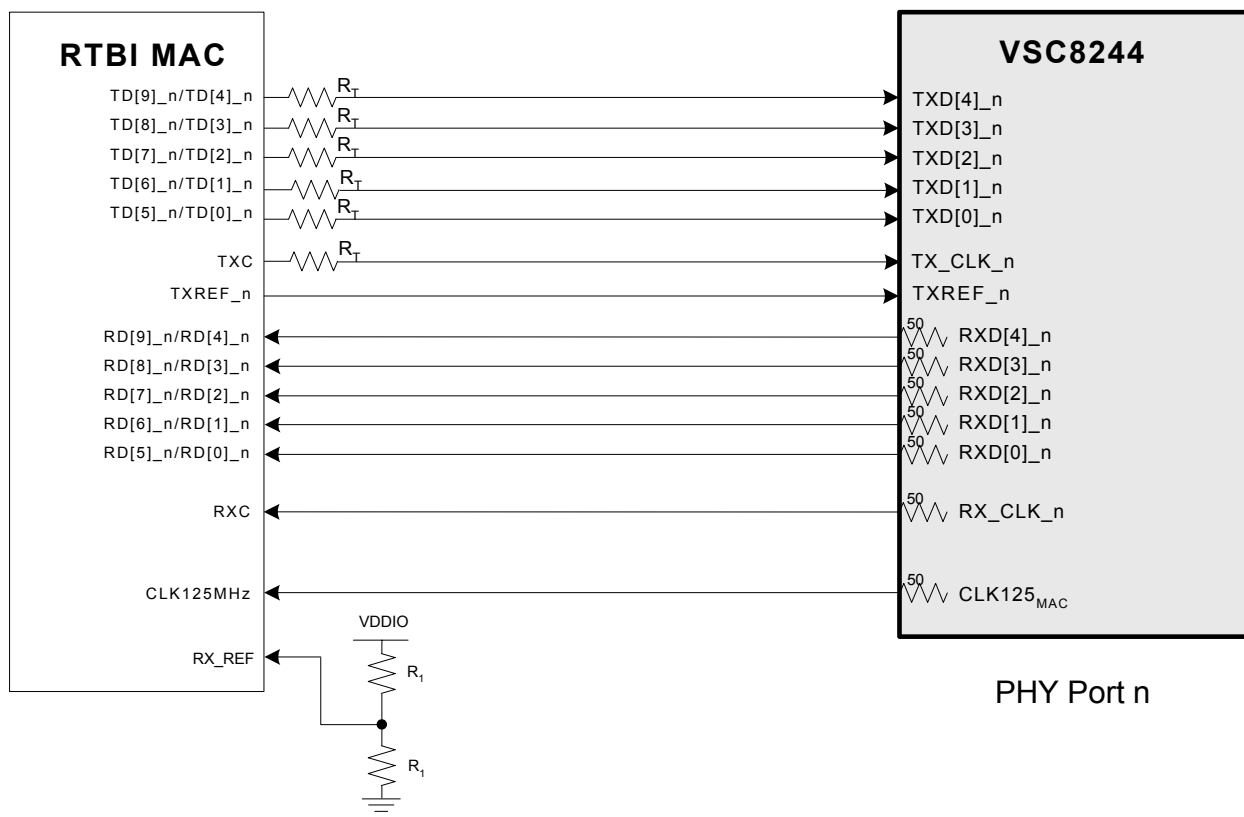 RTBI MAC
VSC8244
TD[9]_n/TD[4]_n R_T TXD[4]_n
TD[8]_n/TD[3]_n R_T TXD[3]_n
TD[7]_n/TD[2]_n R_T TXD[2]_n
TD[6]_n/TD[1]_n R_T TXD[1]_n
TD[5]_n/TD[0]_n R_T TXD[0]_n
TXC R_T TX_CLK_n
TXREF_n TXREF_n
RD[9]_n/RD[4]_n 50 RXD[4]_n
RD[8]_n/RD[3]_n 50 RXD[3]_n
RD[7]_n/RD[2]_n 50 RXD[2]_n
RD[6]_n/RD[1]_n 50 RXD[1]_n
RD[5]_n/RD[0]_n 50 RXD[0]_n
RXC 50 RX_CLK_n
CLK125MHz 50 CLK125MAC
VDDIO
RX_REF R1
R1
PHY Port n